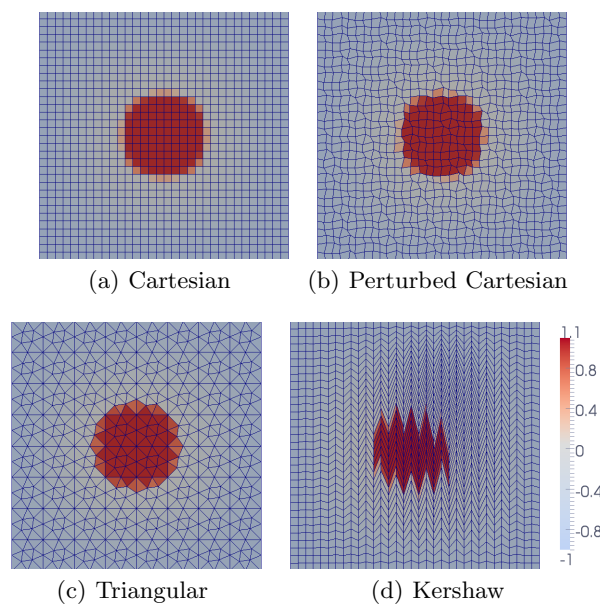 (a) Cartesian
(b) Perturbed Cartesian
1.1
0.8
0.4
0
-0.4
-0.8
-1
(c) Triangular
(d) Kershaw